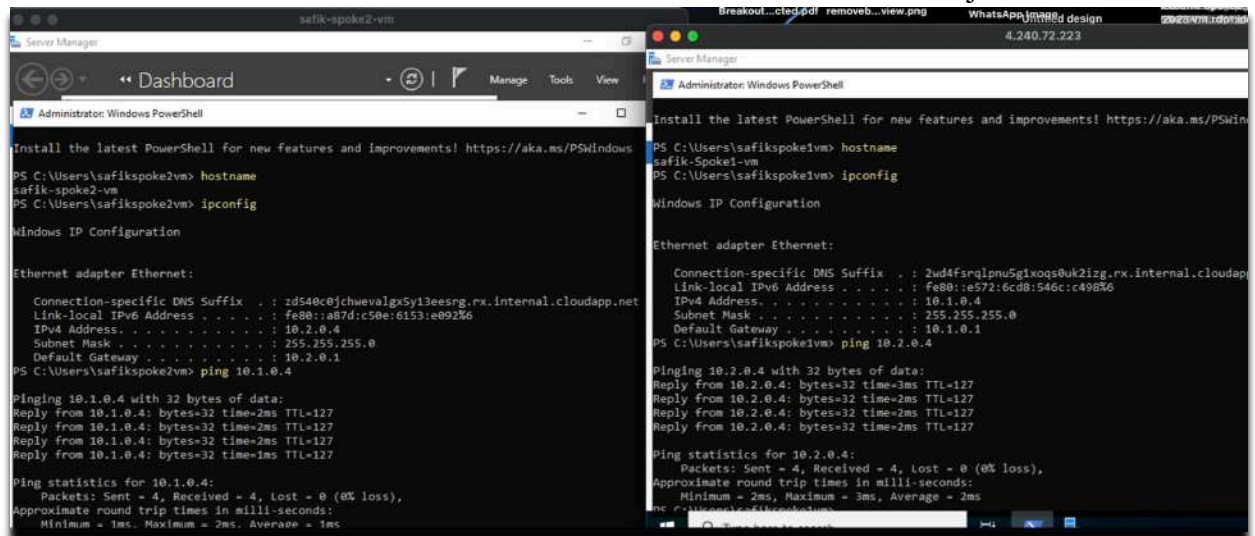 Breakout...cted.pdf removeb...view.png WhatsApp Image design
safik-spoke2-vm
Server Manager
Dashboard
Manage Tools View
Administrator: Windows PowerShell
Install the latest PowerShell for new features and improvements! https://aka.ms/PSWindows
PS C:\Users\safikspoke2vm> hostname
safik-spoke2-vm
PS C:\Users\safikspoke2vm> ipconfig
Windows IP Configuration
Ethernet adapter Ethernet:
Connection-specific DNS Suffix . : zd540c0jchwevalgx5y13eesrg.rx.internal.cloudapp.net
Link-local IPv6 Address . . . . . : fe80::a87d:c50e:6153:e092%6
IPv4 Address. . . . . . . . . . . : 10.2.0.4
Subnet Mask . . . . . . . . . . . : 255.255.255.0
Default Gateway . . . . . . . . . : 10.2.0.1
PS C:\Users\safikspoke2vm> ping 10.1.0.4
Pinging 10.1.0.4 with 32 bytes of data:
Reply from 10.1.0.4: bytes=32 time=2ms TTL=127
Reply from 10.1.0.4: bytes=32 time=2ms TTL=127
Reply from 10.1.0.4: bytes=32 time=2ms TTL=127
Reply from 10.1.0.4: bytes=32 time=1ms TTL=127
Ping statistics for 10.1.0.4:
Packets: Sent = 4, Received = 4, Lost = 0 (0% loss),
Approximate round trip times in milli-seconds:
Minimum = 1ms, Maximum = 2ms, Average = 1ms
4.240.72.223
Server Manager
Administrator: Windows PowerShell
Install the latest PowerShell for new features and improvements! https://aka.ms/PSWin
PS C:\Users\safikspoke1vm> hostname
safik-Spoke1-vm
PS C:\Users\safikspoke1vm> ipconfig
Windows IP Configuration
Ethernet adapter Ethernet:
Connection-specific DNS Suffix . : 2wd4fsrqlpnu5g1xoqs0uk2izg.rx.internal.cloudapp
Link-local IPv6 Address . . . . . : fe80::e572:6cd8:546c:c498%6
IPv4 Address. . . . . . . . . . . : 10.1.0.4
Subnet Mask . . . . . . . . . . . : 255.255.255.0
Default Gateway . . . . . . . . . : 10.1.0.1
PS C:\Users\safikspoke1vm> ping 10.2.0.4
Pinging 10.2.0.4 with 32 bytes of data:
Reply from 10.2.0.4: bytes=32 time=3ms TTL=127
Reply from 10.2.0.4: bytes=32 time=2ms TTL=127
Reply from 10.2.0.4: bytes=32 time=2ms TTL=127
Reply from 10.2.0.4: bytes=32 time=2ms TTL=127
Ping statistics for 10.2.0.4:
Packets: Sent = 4, Received = 4, Lost = 0 (0% loss),
Approximate round trip times in milli-seconds:
Minimum = 2ms, Maximum = 3ms, Average = 2ms
PS C:\Users\safikspoke1vm>
Type here to search